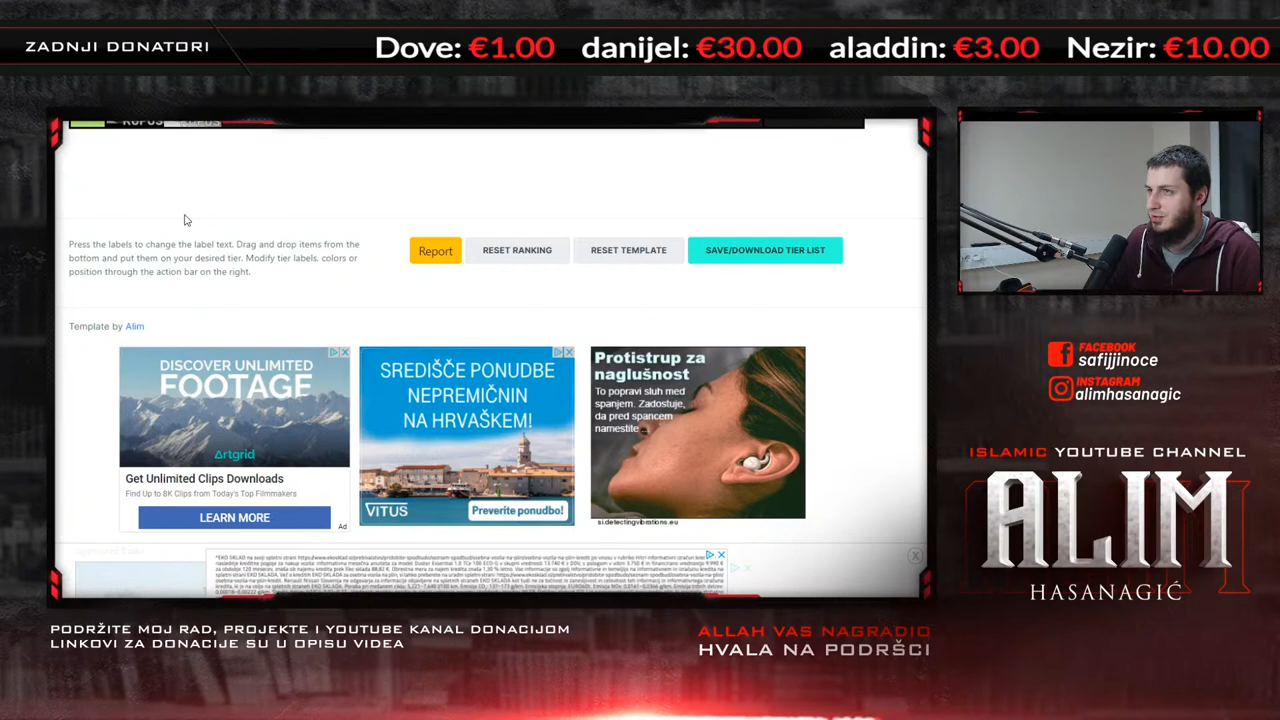 ZADNJI DONATORI
Dove: €1.00 danijel: €30.00 aladdin: €3.00 Nezir: €10.00
Press the labels to change the label text. Drag and drop items from the
bottom and put them on your desired tier. Modify tier labels, colors or
position through the action bar on the right.
Report
RESET RANKING
RESET TEMPLATE
SAVE/DOWNLOAD TIER LIST
Template by Alim
DISCOVER UNLIMITED
FOOTAGE
Artgrid
Get Unlimited Clips Downloads
Find Up to 8K Clips from Today's Top Filmmakers
LEARN MORE
Ad
SREDIŠČE PONUDBE
NEPREMIČNIN
NA HRVAŠKEM!
VITUS
Preverite ponudbo!
Protistrup za
naglušnost
To popravi sluh med
spanjem. Zadostuje,
da pred spancem
namestite
si.detectingvibrations.eu
FACEBOOK
safijjinoce
INSTAGRAM
alimhasanagic
ISLAMIC YOUTUBE CHANNEL
ALIM
HASANAGIĆ
PODRŽITE MOJ RAD, PROJEKTE I YOUTUBE KANAL DONACIJOM
LINKOVI ZA DONACIJE SU U OPISU VIDEA
ALLAH VAS NAGRADIO
HVALA NA PODRŠCI